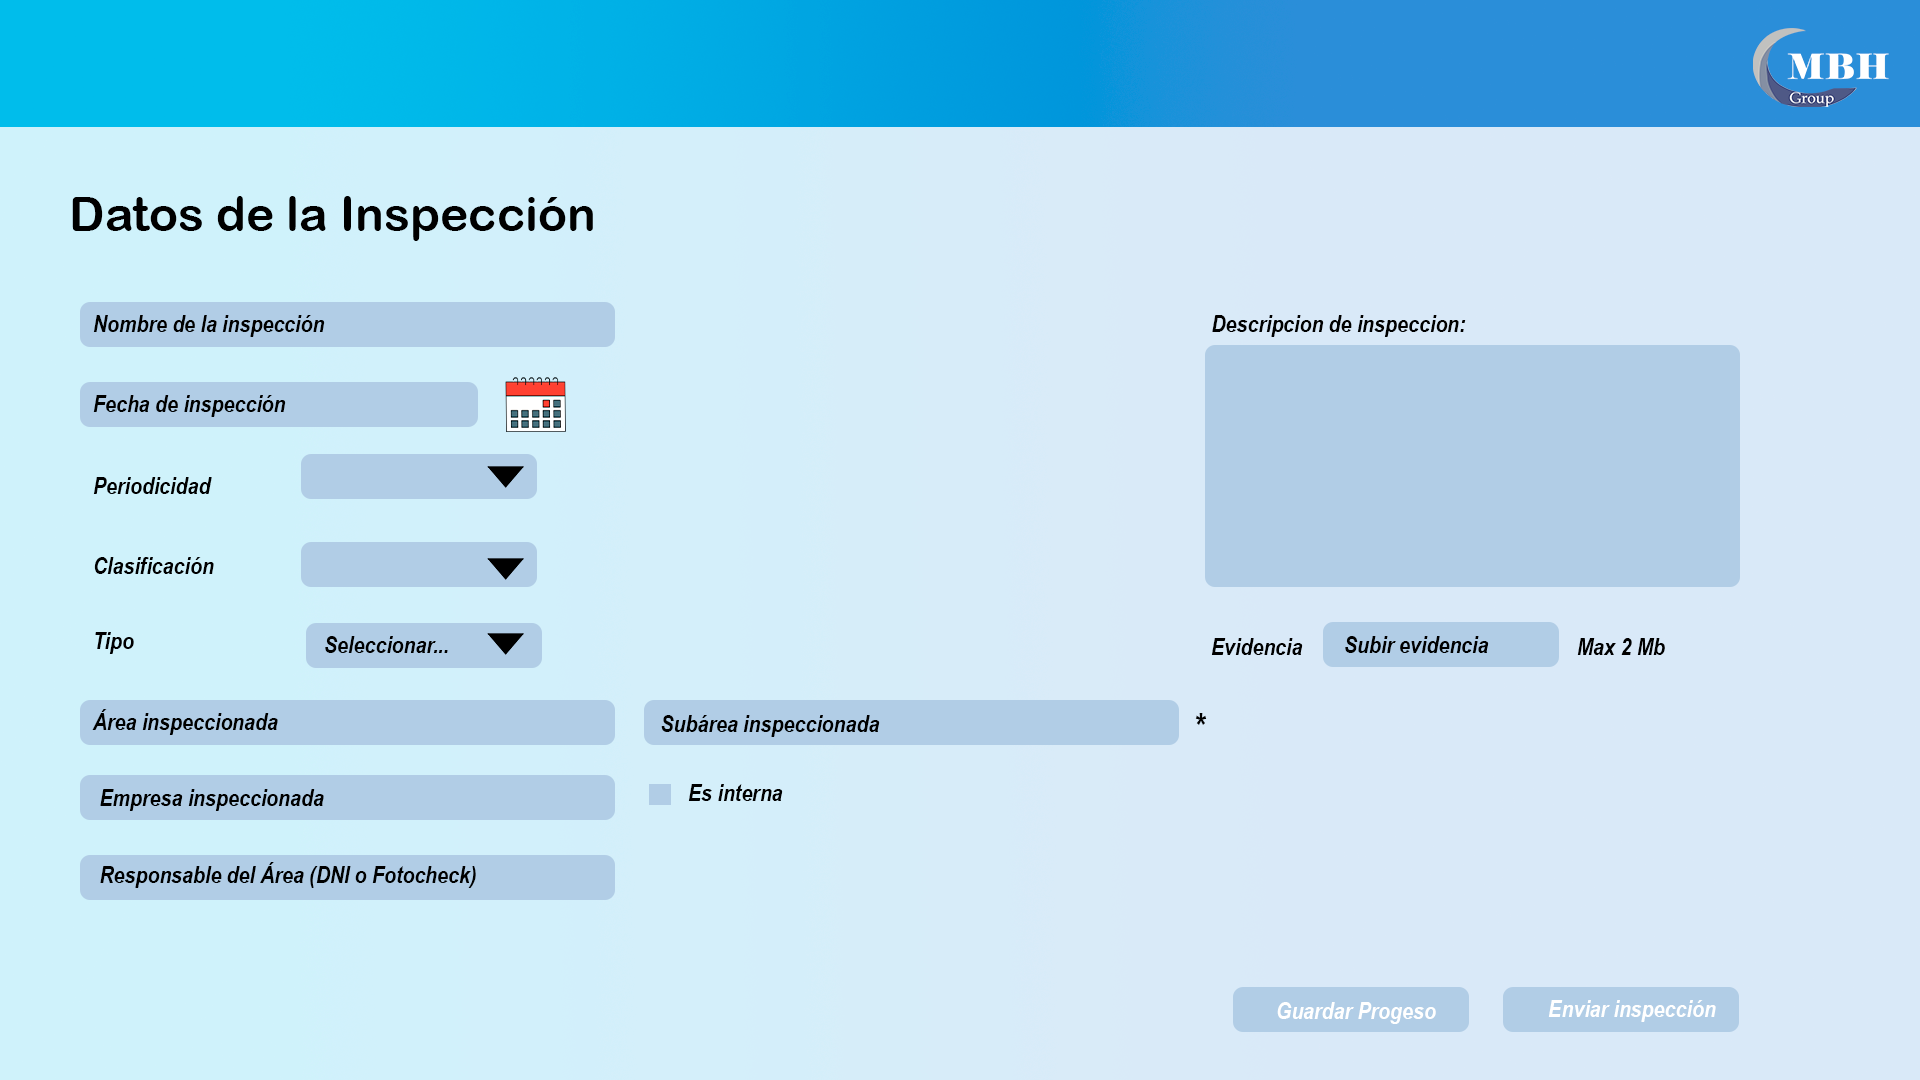 MBH
Group
Datos de la Inspección
Nombre de la inspección
Fecha de inspección
Periodicidad
Clasificación
Tipo
Seleccionar...
Área inspeccionada
Subárea inspeccionada
*
Empresa inspeccionada
Es interna
Responsable del Área (DNI o Fotocheck)
Descripcion de inspeccion:
Evidencia
Subir evidencia
Max 2 Mb
Guardar Progeso
Enviar inspección